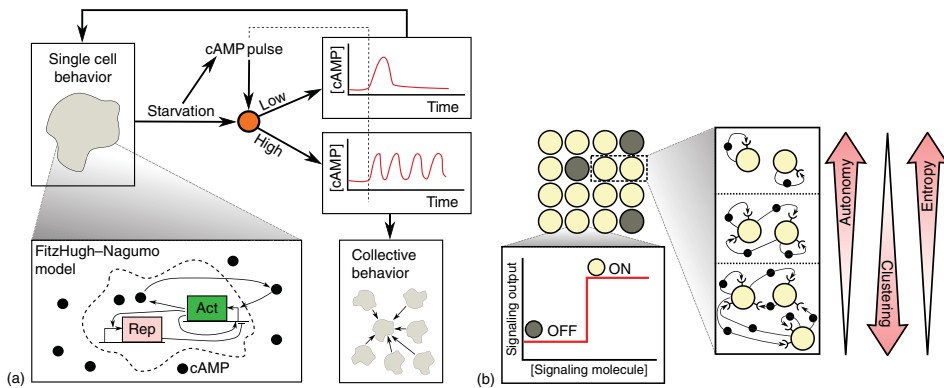 Single cell
behavior
cAMP pulse
Starvation
Low
High
[cAMP]
Time
[cAMP]
Time
FitzHugh–Nagumo
model
Act
Rep
cAMP
Collective
behavior
(a)
ON
OFF
Signaling output
[Signaling molecule]
Autonomy
Clustering
Entropy
(b)